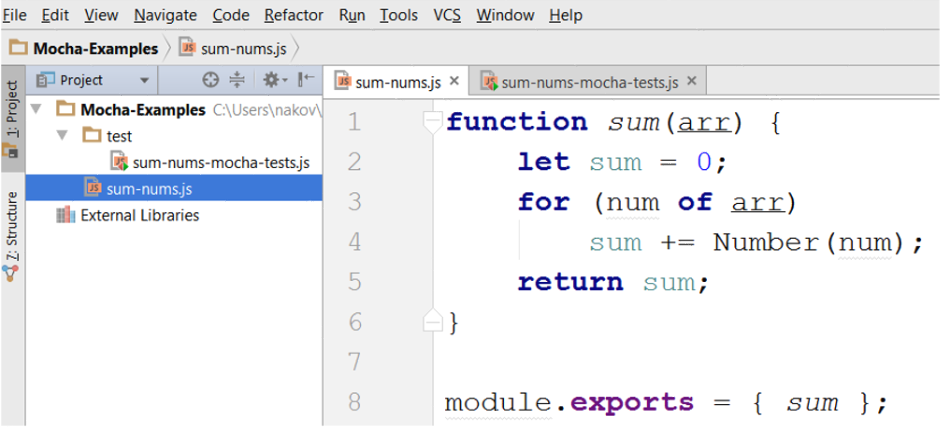 File Edit View Navigate Code Refactor Run Tools VCS Window Help
Mocha-Examples sum-nums.js
1: Project
7: Structure
Project
Mocha-Examples C:\Users\nakov\
test
sum-nums-mocha-tests.js
sum-nums.js
External Libraries
sum-nums.js sum-nums-mocha-tests.js
1 function sum(arr) {
2 let sum = 0;
3 for (num of arr)
4 sum += Number(num);
5 return sum;
6 }
7
8 module.exports = { sum };